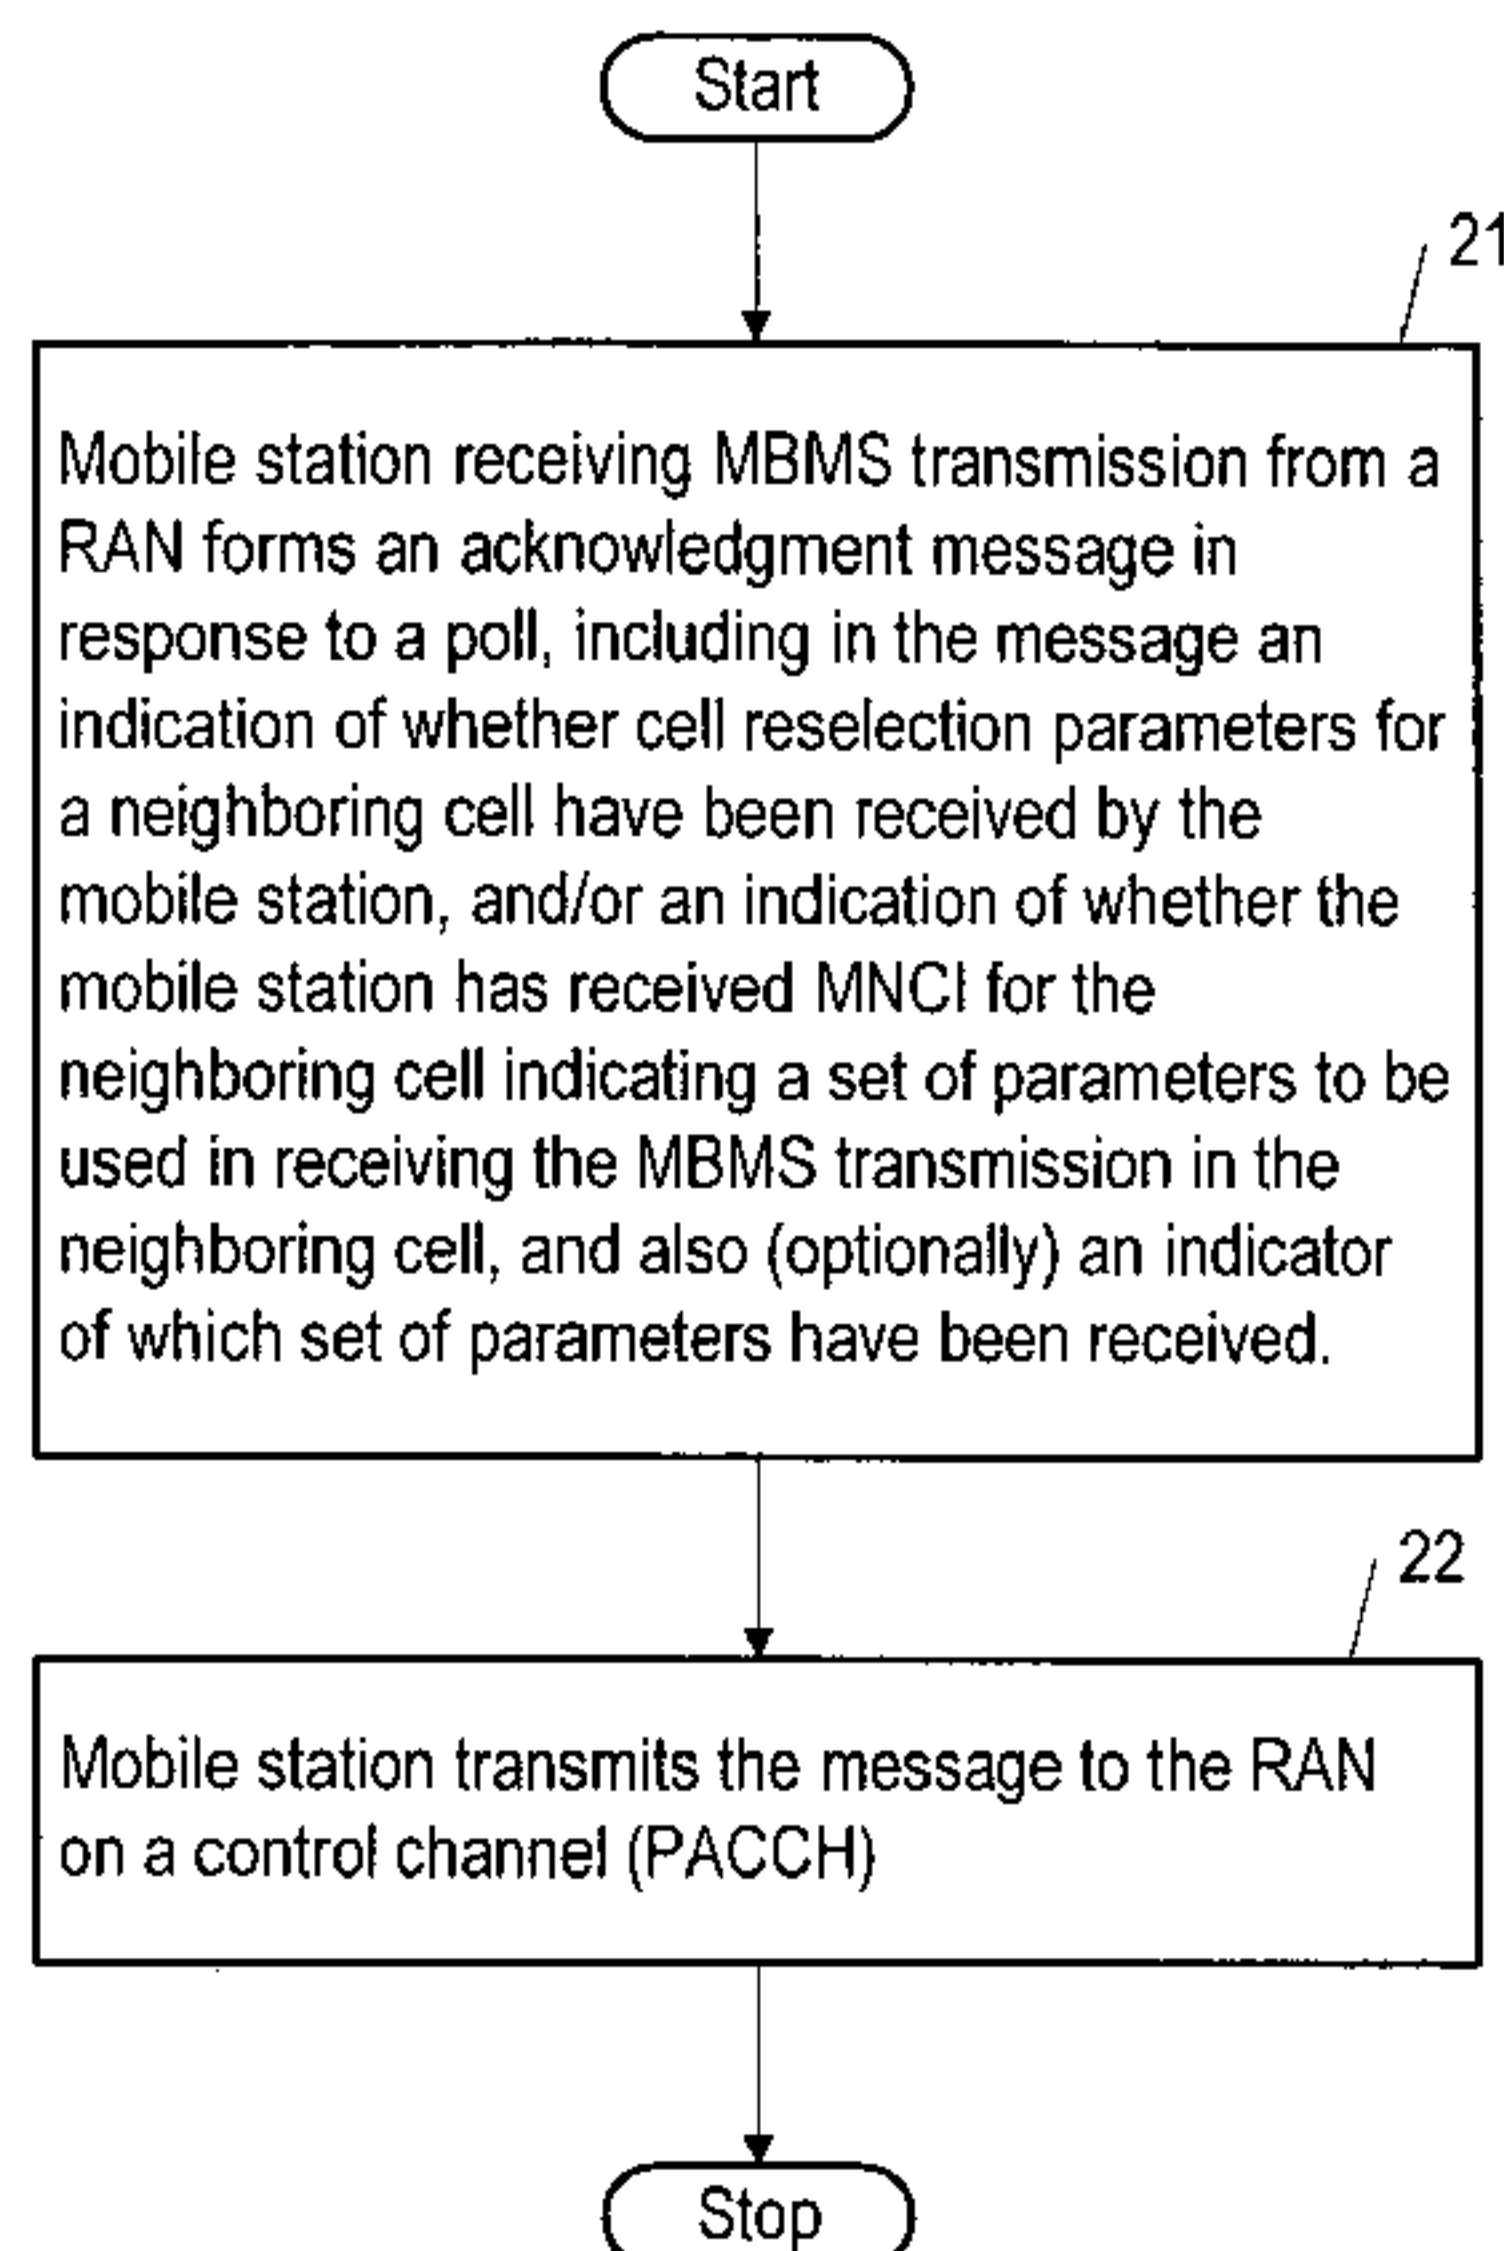 Start
21
Mobile station receiving MBMS transmission from a
RAN forms an acknowledgment message in
response to a poll, including in the message an
indication of whether cell reselection parameters for
a neighboring cell have been received by the
mobile station, and/or an indication of whether the
mobile station has received MNCI for the
neighboring cell indicating a set of parameters to be
used in receiving the MBMS transmission in the
neighboring cell, and also (optionally) an indicator
of which set of parameters have been received.
22
Mobile station transmits the message to the RAN
on a control channel (PACCH)
Stop